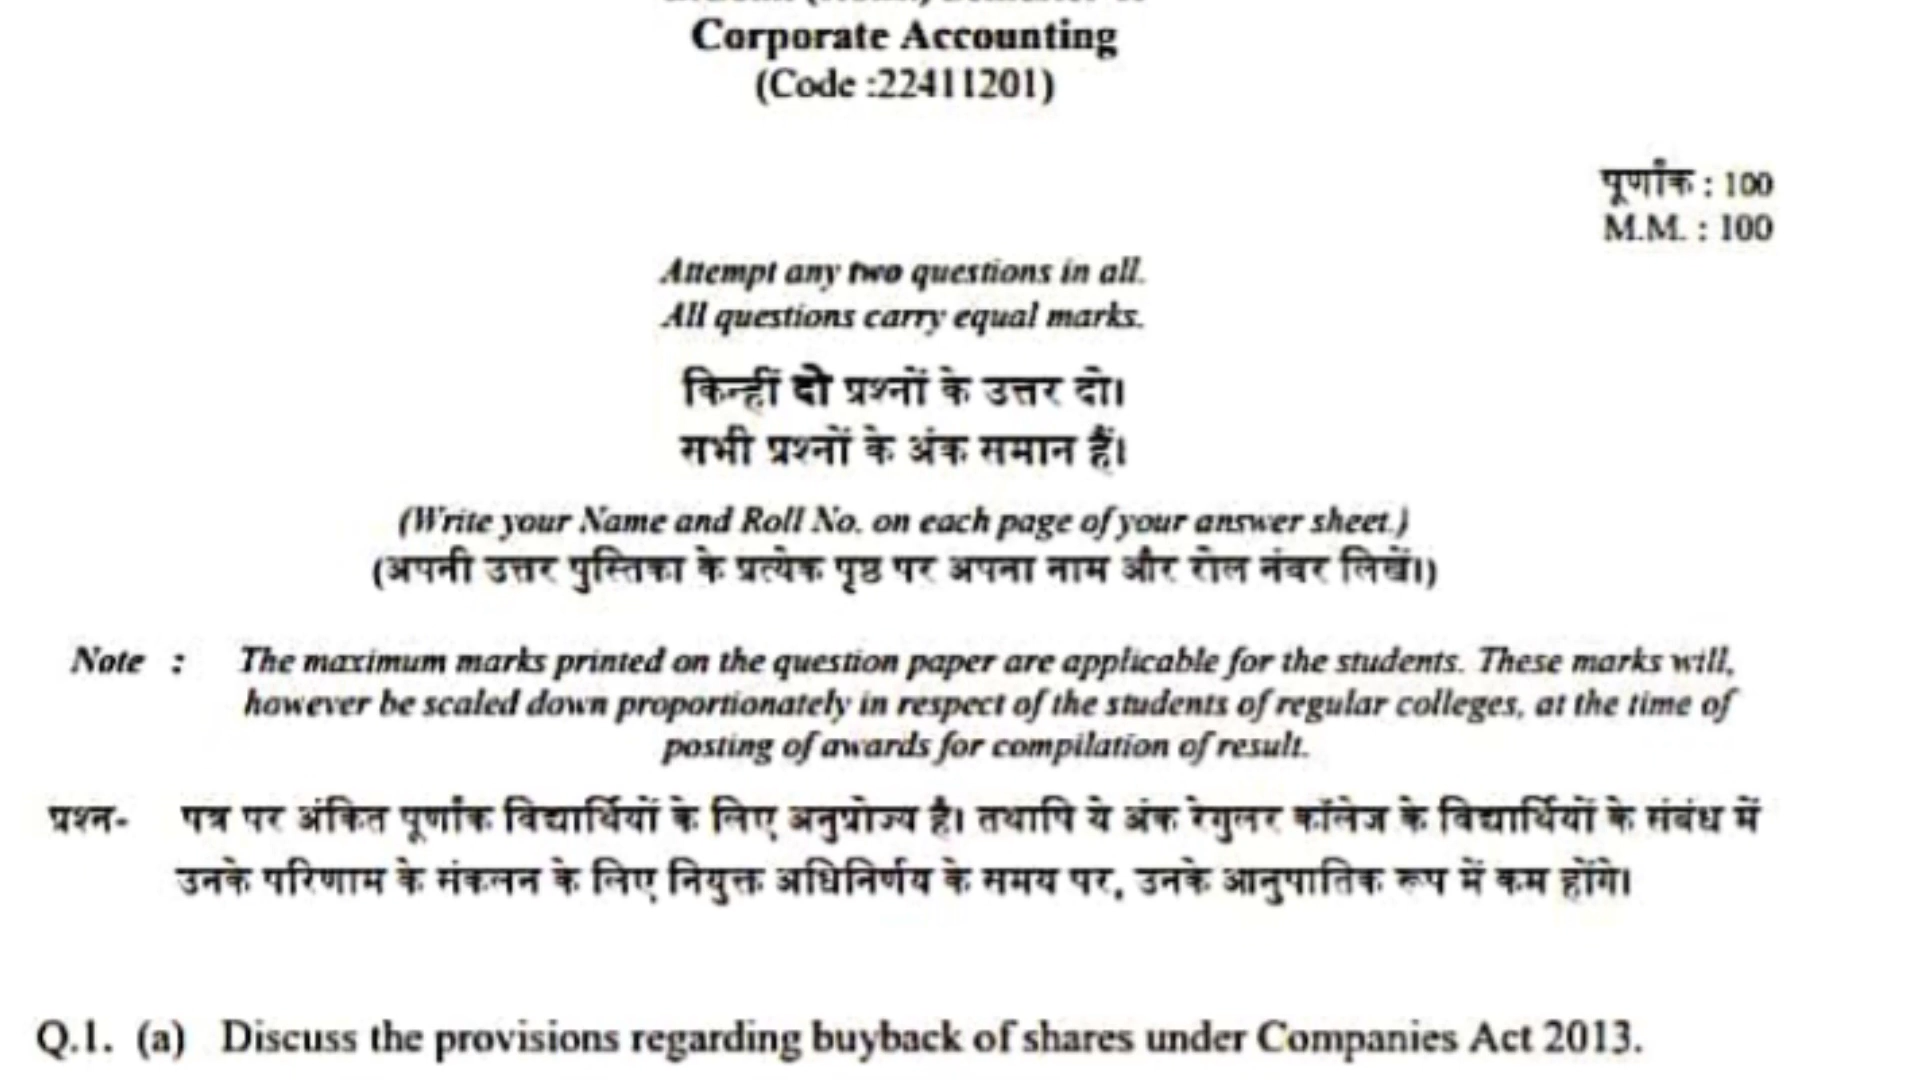 Corporate Accounting
(Code :22411201)
पूर्णांक : 100
M.M. : 100
Attempt any two questions in all.
All questions carry equal marks.
किन्हीं दो प्रश्नों के उत्तर दो।
सभी प्रश्नों के अंक समान हैं।
(Write your Name and Roll No. on each page of your answer sheet.)
(अपनी उत्तर पुस्तिका के प्रत्येक पृष्ठ पर अपना नाम और रोल नंबर लिखें।)
Note : The maximum marks printed on the question paper are applicable for the students. These marks will,
however be scaled down proportionately in respect of the students of regular colleges, at the time of
posting of awards for compilation of result.
प्रश्न- पत्र पर अंकित पूर्णांक विद्यार्थियों के लिए अनुप्रोज्य है। तथापि ये अंक रेगुलर कॉलेज के विद्यार्थियों के संबंध में
उनके परिणाम के संकलन के लिए नियुक्त अधिनिर्णय के समय पर, उनके आनुपातिक रूप में कम होंगे।
Q.1. (a) Discuss the provisions regarding buyback of shares under Companies Act 2013.